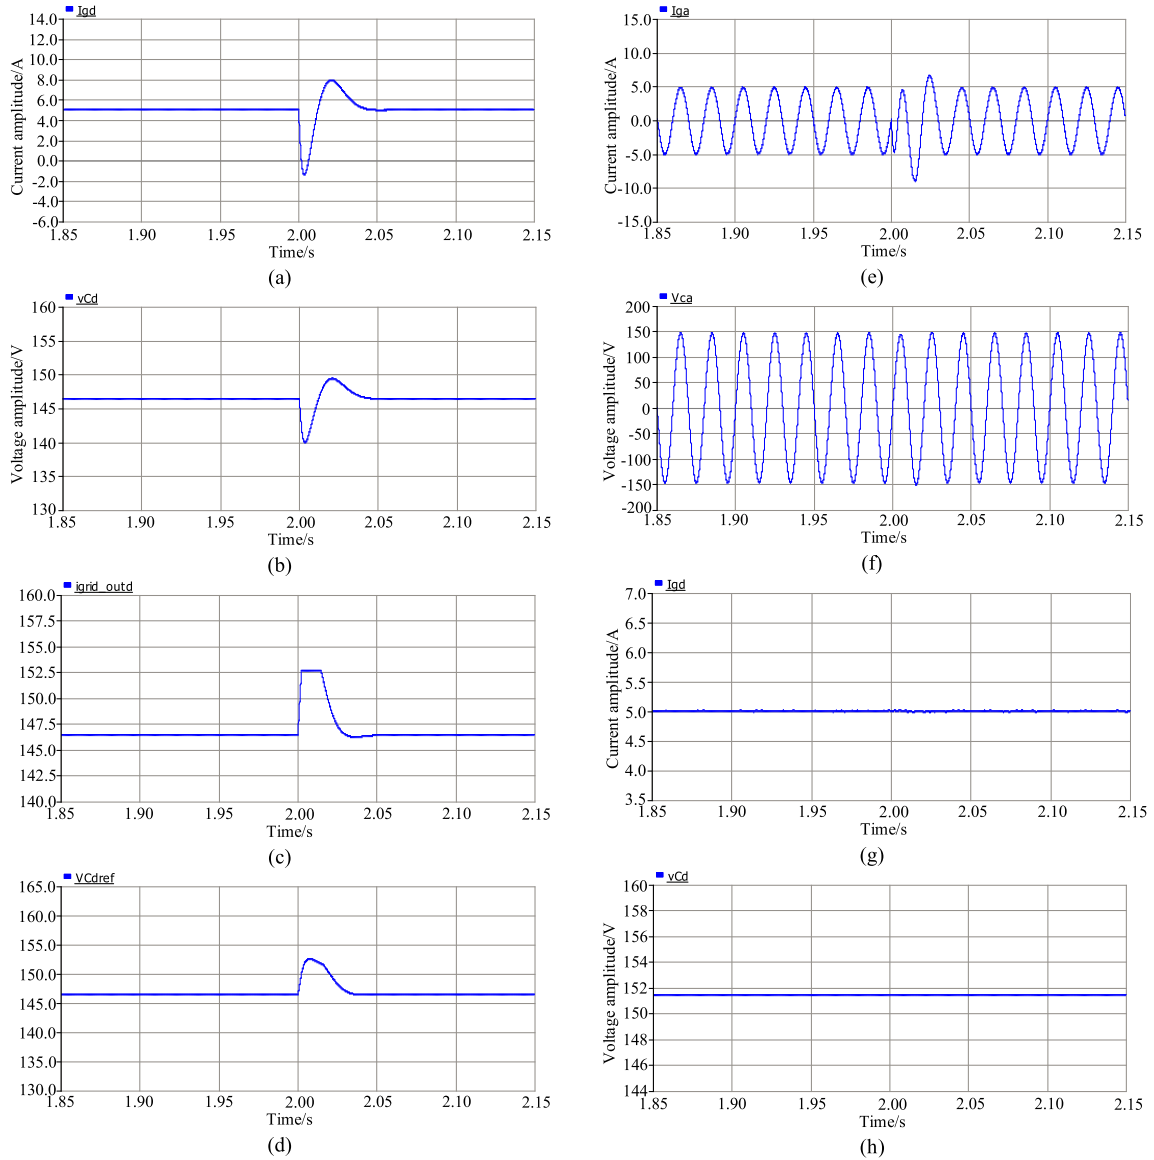 Igd
14.0
12.0
10.0
8.0
6.0
4.0
2.0
0.0
-2.0
-4.0
-6.0
Current amplitude/A
1.85 1.90 1.95 2.00 2.05 2.10 2.15
Time/s
(a)
Iga
15.0
10.0
5.0
0.0
-5.0
-10.0
-15.0
Current amplitude/A
1.85 1.90 1.95 2.00 2.05 2.10 2.15
Time/s
(e)
vCd
160
155
150
145
140
135
130
Voltage amplitude/V
1.85 1.90 1.95 2.00 2.05 2.10 2.15
Time/s
(b)
Vca
200
150
100
50
0
-50
-100
-150
-200
Voltage amplitude/V
1.85 1.90 1.95 2.00 2.05 2.10 2.15
Time/s
(f)
igrid_outd
160.0
157.5
155.0
152.5
150.0
147.5
145.0
142.5
140.0
1.85 1.90 1.95 2.00 2.05 2.10 2.15
Time/s
(c)
Igd
7.0
6.5
6.0
5.5
5.0
4.5
4.0
3.5
Current amplitude/A
1.85 1.90 1.95 2.00 2.05 2.10 2.15
Time/s
(g)
VCdref
165.0
160.0
155.0
150.0
145.0
140.0
135.0
130.0
1.85 1.90 1.95 2.00 2.05 2.10 2.15
Time/s
(d)
vCd
160
158
156
154
152
150
148
146
144
Voltage amplitude/V
1.85 1.90 1.95 2.00 2.05 2.10 2.15
Time/s
(h)